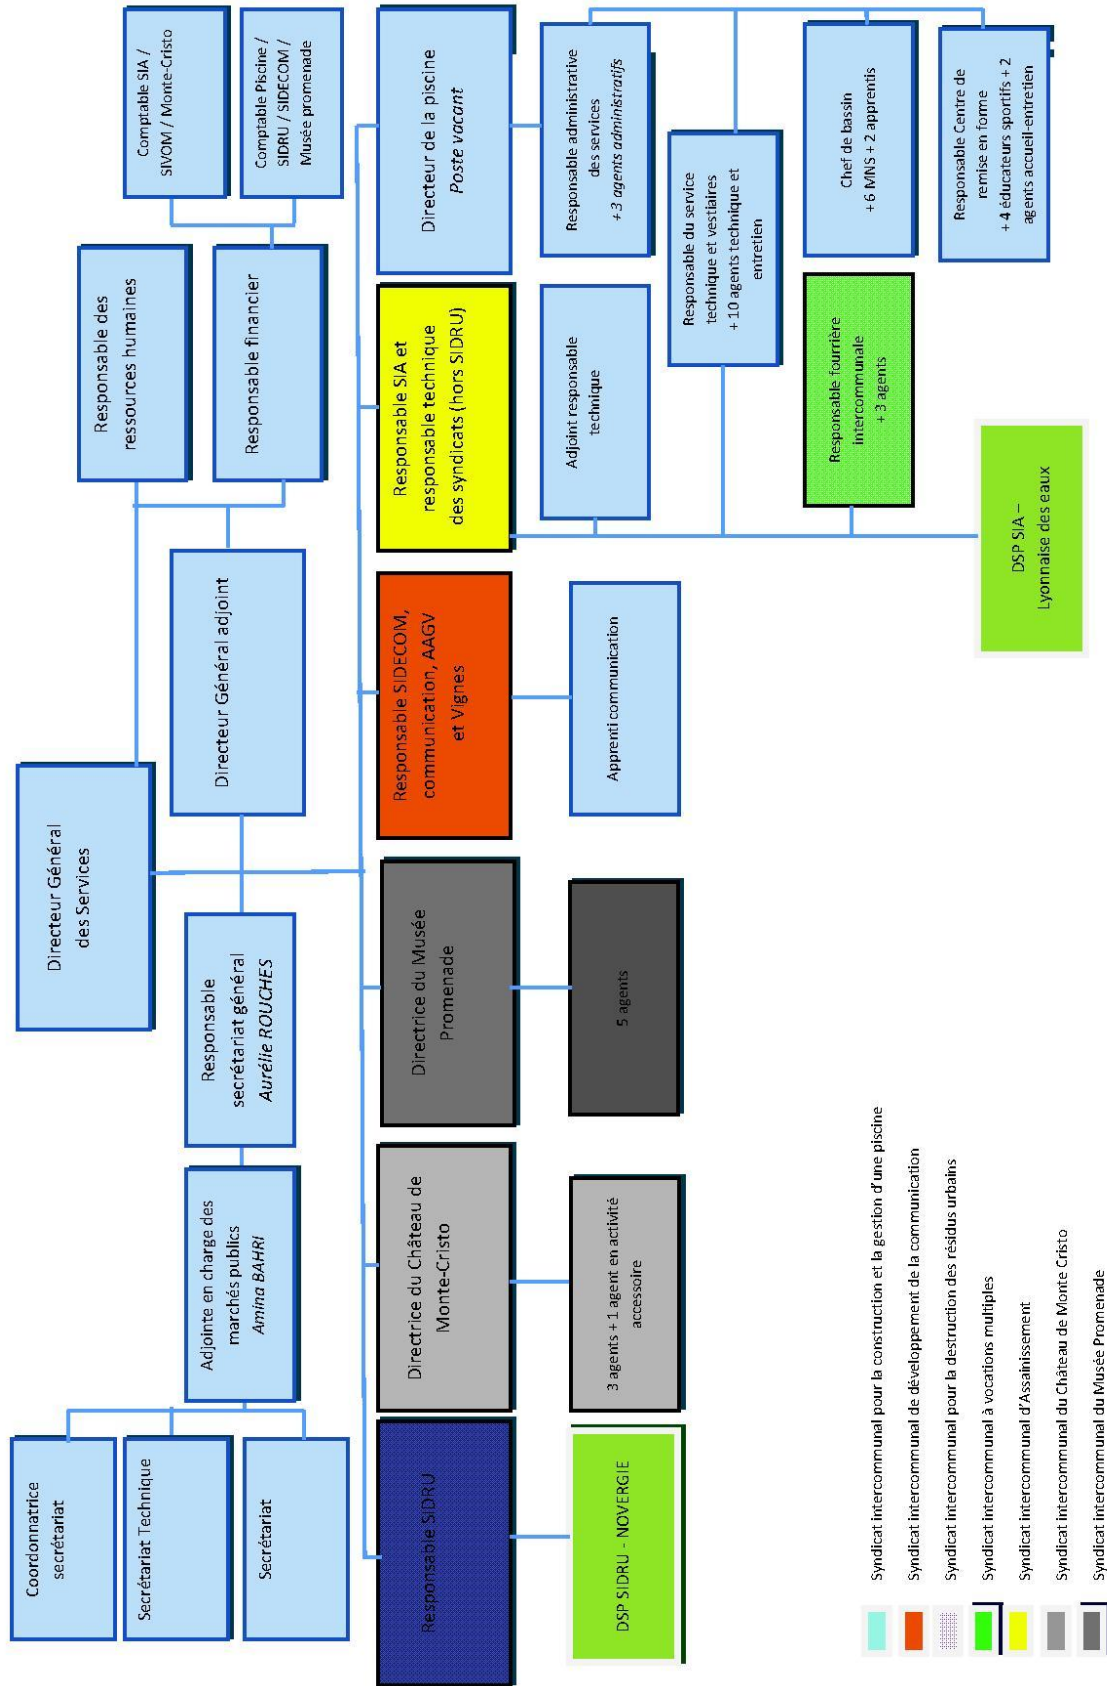 Directeur Général
des Services
Coordonnatrice
secrétariat
Secrétariat Technique
Secrétariat
Adjointe en charge des
marchés publics
Amina BAHRI
Responsable
secrétariat général
Aurélie ROUCHES
Directeur Général adjoint
Responsable des
ressources humaines
Responsable financier
Comptable SIA /
SIVOM / Monte-Cristo
Comptable Piscine /
SIDRU / SIDECOM /
Musée promenade
Responsable SIDRU
Directrice du Château de
Monte-Cristo
Directrice du Musée
Promenade
Responsable SIDECOM,
communication, AAGV
et Vignes
Responsable SIA et
responsable technique
des syndicats (hors SIDRU)
Directeur de la piscine
Poste vacant
DSP SIDRU - NOVERGIE
3 agents + 1 agent en activité
accessoire
5 agents
Apprenti communication
Adjoint responsable
technique
Responsable administrative
des services
+ 3 agents administratifs
Responsable du service
technique et vestiaires
+ 10 agents technique et
entretien
Responsable fourrière
intercommunale
+ 3 agents
Chef de bassin
+ 6 MNS + 2 apprentis
DSP SIA –
Lyonnaise des eaux
Responsable Centre de
remise en forme
+ 4 éducateurs sportifs + 2
agents accueil-entretien
Syndicat intercommunal pour la construction et la gestion d'une piscine
Syndicat intercommunal de développement de la communication
Syndicat intercommunal pour la destruction des résidus urbains
Syndicat intercommunal à vocations multiples
Syndicat intercommunal d'Assainissement
Syndicat intercommunal du Château de Monte Cristo
Syndicat intercommunal du Musée Promenade